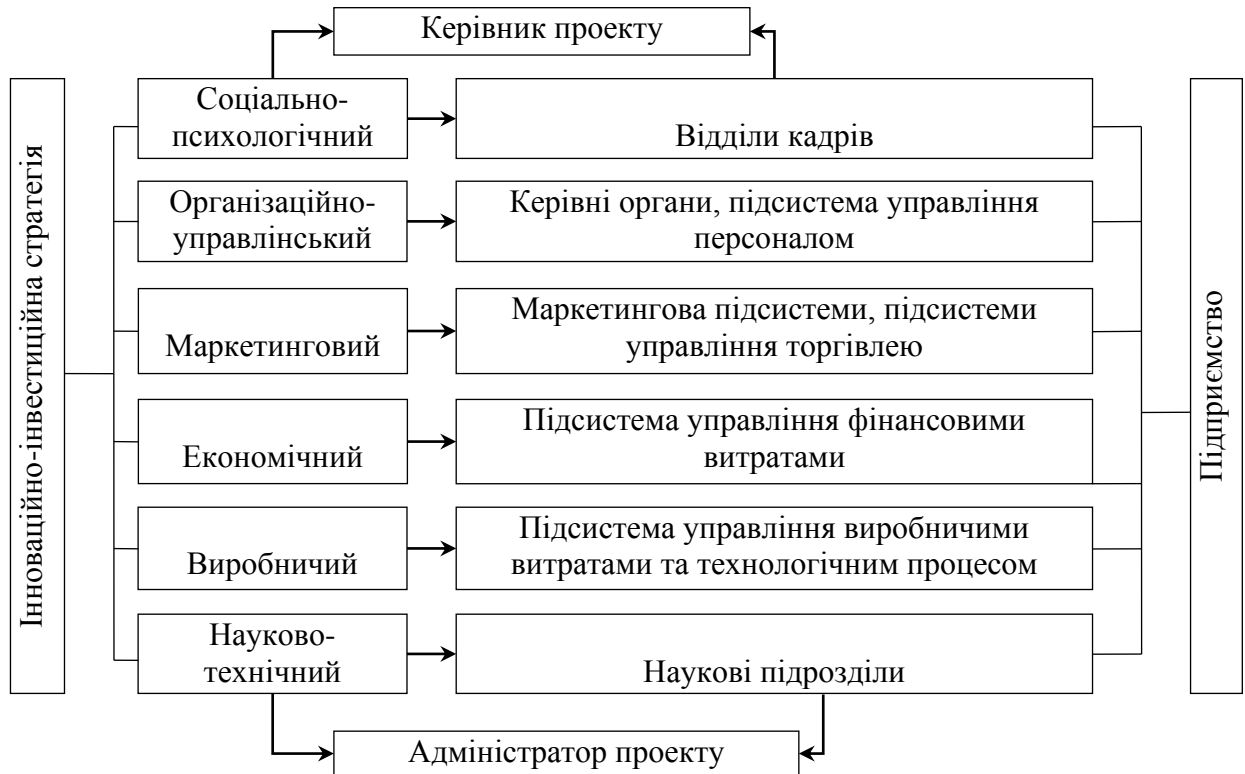 Керівник проекту
Інноваційно-інвестиційна стратегія
Соціально-
психологічний
Відділи кадрів
Організаційно-
управлінський
Керівні органи, підсистема управління
персоналом
Маркетинговий
Маркетингова підсистеми, підсистеми
управління торгівлею
Економічний
Підсистема управління фінансовими
витратами
Виробничий
Підсистема управління виробничими
витратами та технологічним процесом
Науково-
технічний
Наукові підрозділи
Підприємство
Адміністратор проекту